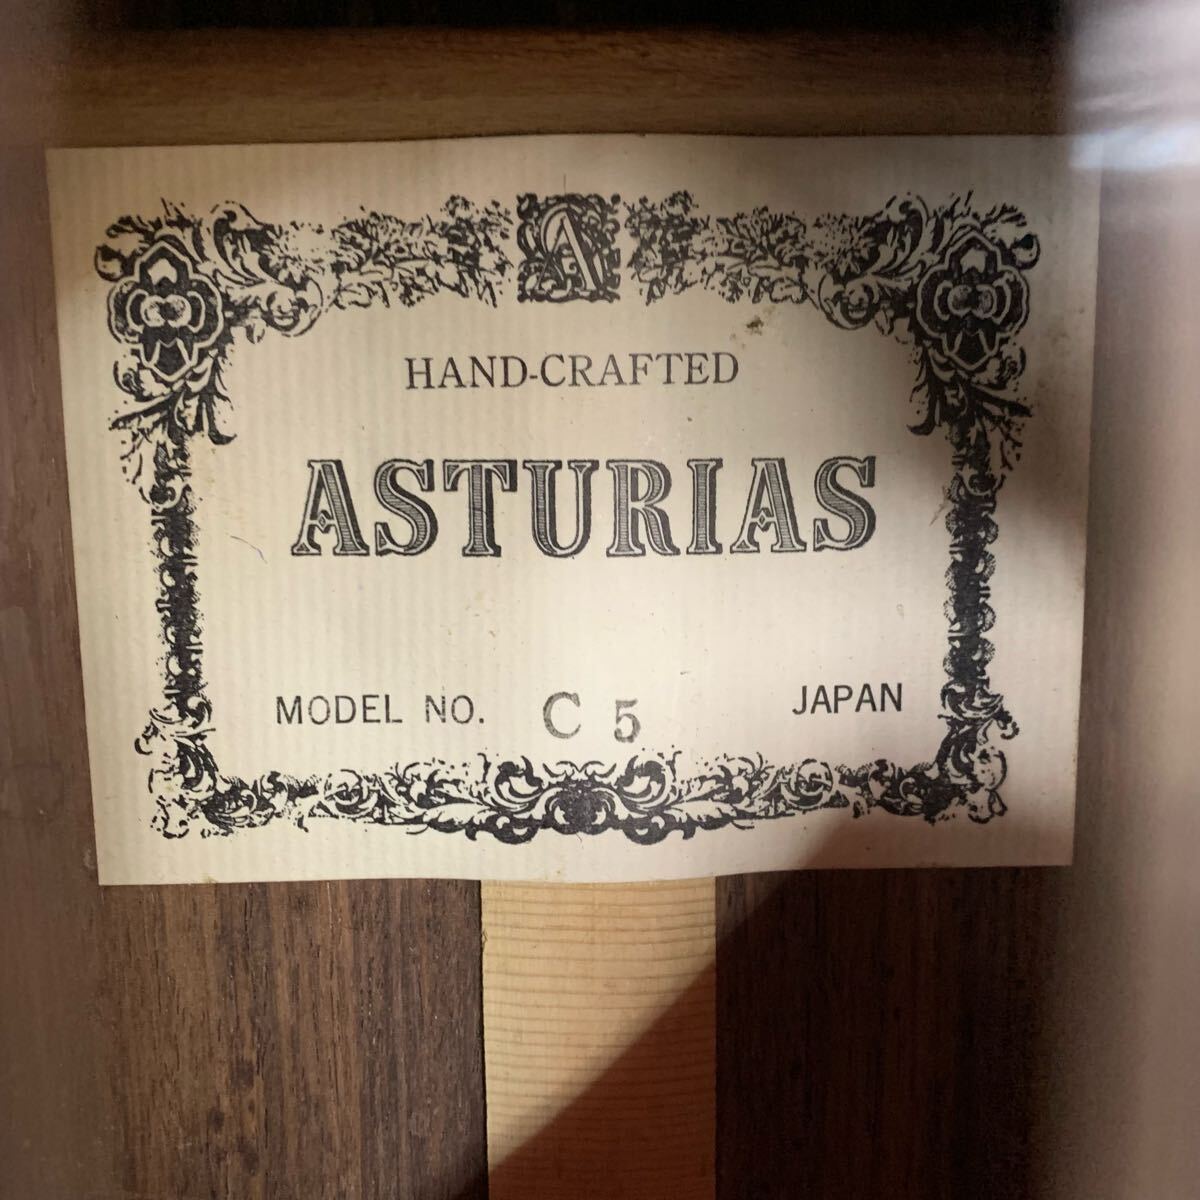 A
HAND-CRAFTED
ASTURIAS
MODEL NO. C 5 JAPAN